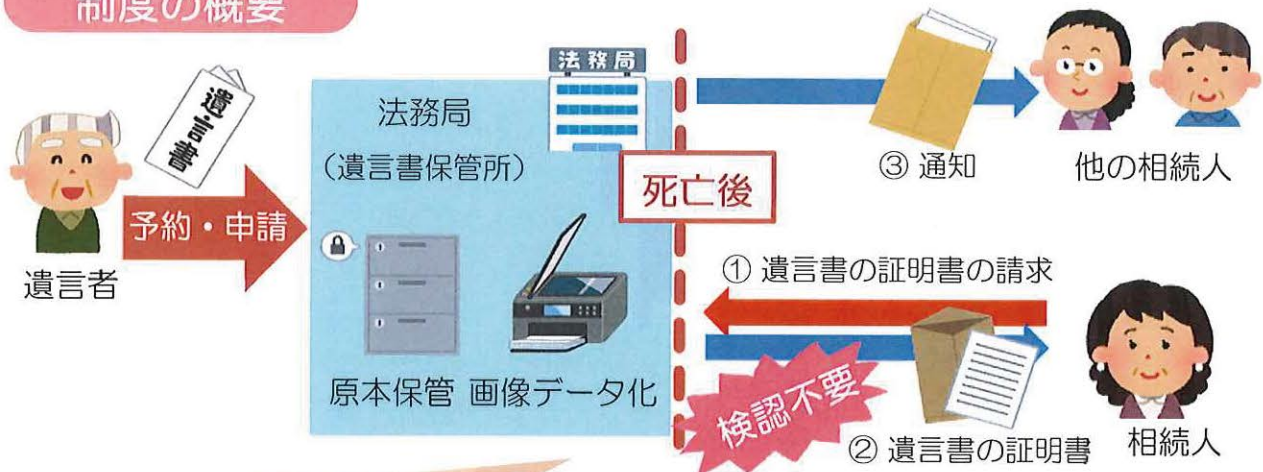 制度の概要
遺言書
遺言者
予約・申請
法務局
法務局
（遺言書保管所）
原本保管 画像データ化
死亡後
③ 通知
他の相続人
① 遺言書の証明書の請求
検認不要
② 遺言書の証明書
相続人